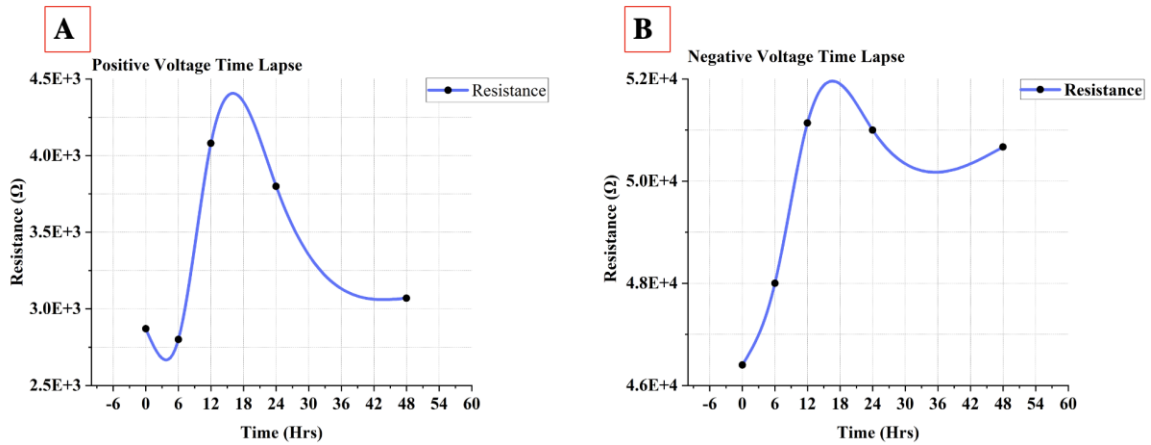 A
Positive Voltage Time Lapse
Resistance
4.5E+3
4.0E+3
3.5E+3
3.0E+3
2.5E+3
Resistance (Ω)
-6 0 6 12 18 24 30 36 42 48 54 60
Time (Hrs)
B
Negative Voltage Time Lapse
Resistance
5.2E+4
5.0E+4
4.8E+4
4.6E+4
Resistance (Ω)
-6 0 6 12 18 24 30 36 42 48 54 60
Time (Hrs)